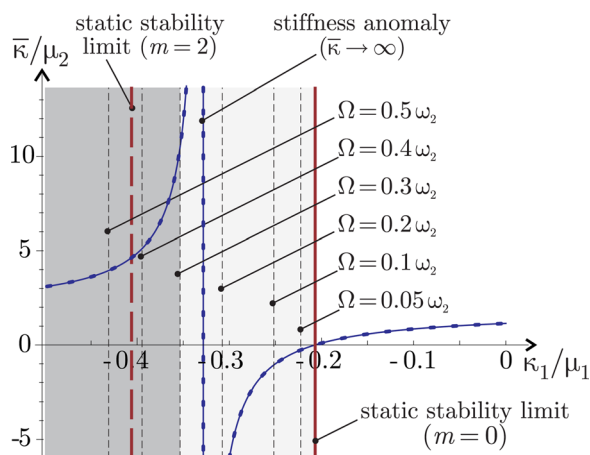 static stability
limit (m = 2)
stiffness anomaly
(κ̅ → ∞)
κ̅/μ₂
Ω = 0.5 ω₂
Ω = 0.4 ω₂
Ω = 0.3 ω₂
Ω = 0.2 ω₂
Ω = 0.1 ω₂
Ω = 0.05 ω₂
10
5
0
-5
-0.4
-0.3
-0.2
-0.1
0
κ₁/μ₁
static stability limit
(m = 0)